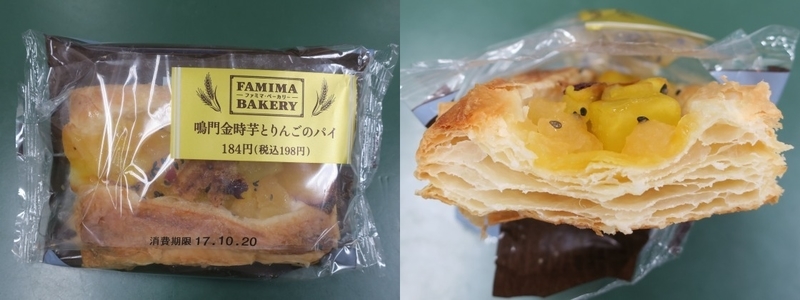 FAMIMA
ファミマ・ベーカリー
BAKERY
鳴門金時芋とりんごのパイ
184円(税込198円)
消費期限 17.10.20